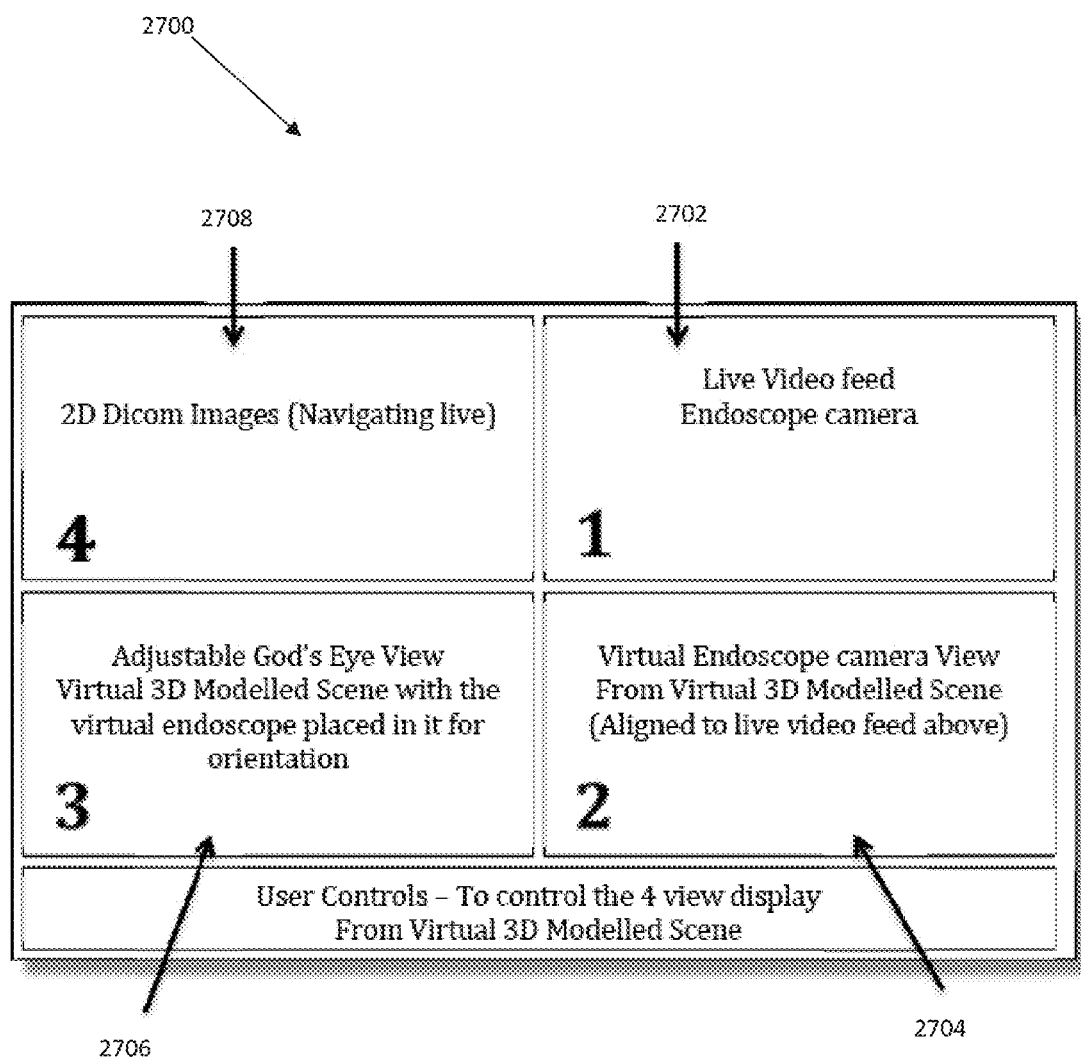 2700
2708
2702
2D Dicom Images (Navigating live)
4
Live Video feed
Endoscope camera
1
Adjustable God's Eye View
Virtual 3D Modelled Scene with the
virtual endoscope placed in it for
orientation
3
Virtual Endoscope camera View
From Virtual 3D Modelled Scene
(Aligned to live video feed above)
2
User Controls – To control the 4 view display
From Virtual 3D Modelled Scene
2706
2704